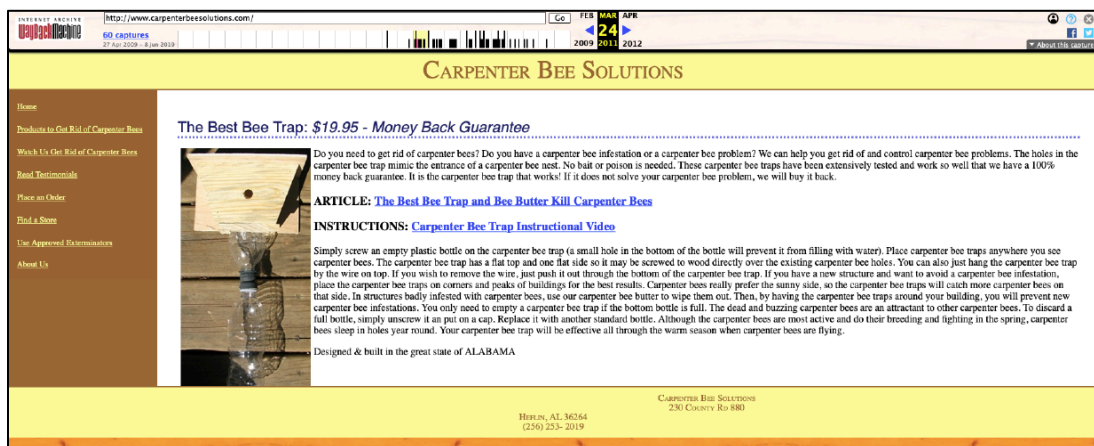 INTERNET ARCHIVE
WayBackMachine
http://www.carpenterbeesolutions.com/
Go
FEB MAR APR
24
2009 2011 2012
60 captures
27 Apr 2009 – 8 Jun 2019
About this capture
CARPENTER BEE SOLUTIONS
Home
Products to Get Rid of Carpenter Bees
Watch Us Get Rid of Carpenter Bees
Read Testimonials
Place an Order
Find a Store
Use Approved Exterminators
About Us
The Best Bee Trap: $19.95 - Money Back Guarantee
Do you need to get rid of carpenter bees? Do you have a carpenter bee infestation or a carpenter bee problem? We can help you get rid of and control carpenter bee problems. The holes in the
carpenter bee trap mimic the entrance of a carpenter bee nest. No bait or poison is needed. These carpenter bee traps have been extensively tested and work so well that we have a 100%
money back guarantee. It is the carpenter bee trap that works! If it does not solve your carpenter bee problem, we will buy it back.
ARTICLE: The Best Bee Trap and Bee Butter Kill Carpenter Bees
INSTRUCTIONS: Carpenter Bee Trap Instructional Video
Simply screw an empty plastic bottle on the carpenter bee trap (a small hole in the bottom of the bottle will prevent it from filling with water). Place carpenter bee traps anywhere you see
carpenter bees. The carpenter bee trap has a flat top and one flat side so it may be screwed to wood directly over the existing carpenter bee holes. You can also just hang the carpenter bee trap
by the wire on top. If you wish to remove the wire, just push it out through the bottom of the carpenter bee trap. If you have a new structure and want to avoid a carpenter bee infestation,
place the carpenter bee traps on corners and peaks of buildings for the best results. Carpenter bees really prefer the sunny side, so the carpenter bee traps will catch more carpenter bees on
that side. In structures badly infested with carpenter bees, use our carpenter bee butter to wipe them out. Then, by having the carpenter bee traps around your building, you will prevent new
carpenter bee infestations. You only need to empty a carpenter bee trap if the bottom bottle is full. The dead and buzzing carpenter bees are an attractant to other carpenter bees. To discard a
full bottle, simply unscrew it an put on a cap. Replace it with another standard bottle. Although the carpenter bees are most active and do their breeding and fighting in the spring, carpenter
bees sleep in holes year round. Your carpenter bee trap will be effective all through the warm season when carpenter bees are flying.
Designed & built in the great state of ALABAMA
CARPENTER BEE SOLUTIONS
230 COUNTY RD 880
HEFLIN, AL 36264
(256) 253- 2019